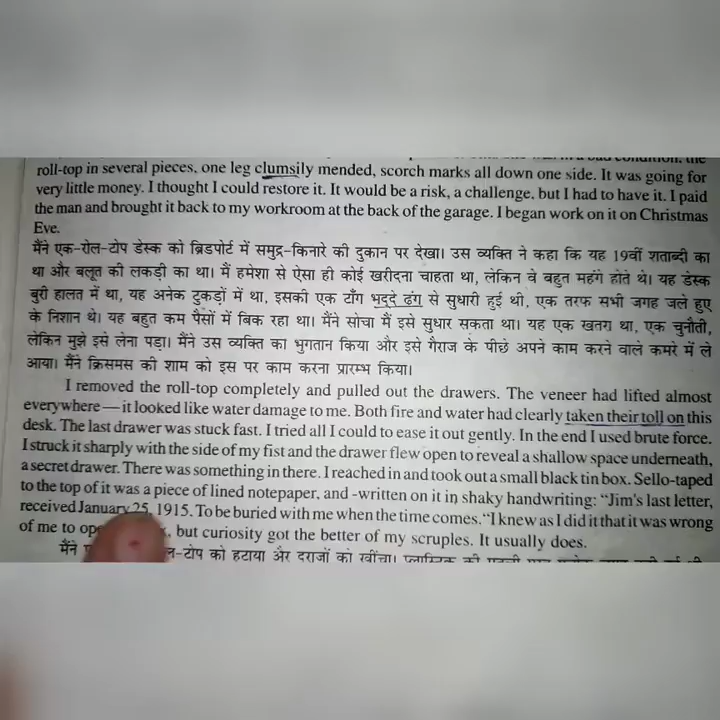 condition, the
roll-top in several pieces, one leg clumsily mended, scorch marks all down one side. It was going for
very little money. I thought I could restore it. It would be a risk, a challenge, but I had to have it. I paid
the man and brought it back to my workroom at the back of the garage. I began work on it on Christmas
Eve.
मैंने एक-रोल-टोप डेस्क को ब्रिडपोर्ट में समुद्र-किनारे की दुकान पर देखा। उस व्यक्ति ने कहा कि यह 19वीं शताब्दी का
था और बलूत की लकड़ी का था। मैं हमेशा से ऐसा ही कोई खरीदना चाहता था, लेकिन वे बहुत महंगे होते थे। यह डेस्क
बुरी हालत में था, यह अनेक टुकड़ों में था, इसकी एक टाँग भद्दे ढंग से सुधारी हुई थी, एक तरफ सभी जगह जले हुए
के निशान थे। यह बहुत कम पैसों में बिक रहा था। मैंने सोचा मैं इसे सुधार सकता था। यह एक खतरा था, एक चुनौती,
लेकिन मुझे इसे लेना पड़ा। मैंने उस व्यक्ति का भुगतान किया और इसे गैराज के पीछे अपने काम करने वाले कमरे में ले
आया। मैंने क्रिसमस की शाम को इस पर काम करना प्रारम्भ किया।
I removed the roll-top completely and pulled out the drawers. The veneer had lifted almost
everywhere — it looked like water damage to me. Both fire and water had clearly taken their toll on this
desk. The last drawer was stuck fast. I tried all I could to ease it out gently. In the end I used brute force.
I struck it sharply with the side of my fist and the drawer flew open to reveal a shallow space underneath,
a secret drawer. There was something in there. I reached in and took out a small black tin box. Sello-taped
to the top of it was a piece of lined notepaper, and -written on it in shaky handwriting: “Jim's last letter,
received January 25, 1915. To be buried with me when the time comes. “I knew as I did it that it was wrong
of me to but curiosity got the better of my scruples. It usually does.
मैंने -टोप को हटाया और दराजों को खींचा।